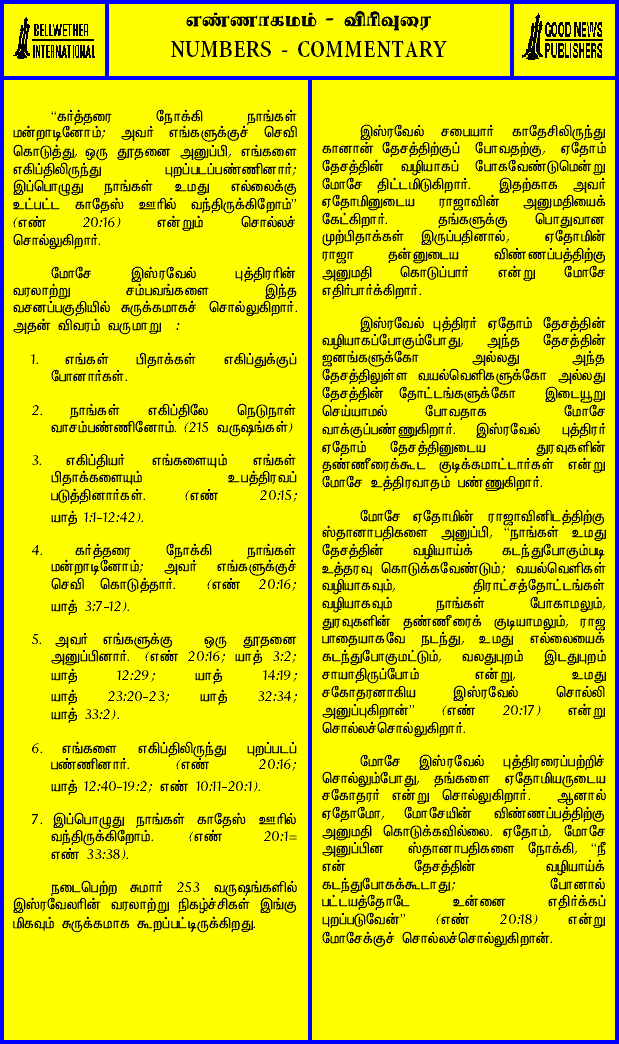 BELLWETHER
INTERNATIONAL
எண்ணாகமம் - விரிவுரை
NUMBERS - COMMENTARY
GOOD NEWS
PUBLISHERS
“கர்த்தரை நோக்கி நாங்கள்
மன்றாடினோம்; அவர் எங்களுக்குச் செவி
கொடுத்து, ஒரு தூதனை அனுப்பி, எங்களை
எகிப்திலிருந்து புறப்படப்பண்ணினார்;
இப்பொழுது நாங்கள் உமது எல்லைக்கு
உட்பட்ட காதேஸ் ஊரில் வந்திருக்கிறோம்”
(எண் 20:16) என்றும் சொல்லச்
சொல்லுகிறார்.
மோசே இஸ்ரவேல் புத்திரரின்
வரலாற்று சம்பவங்களை இந்த
வசனப்பகுதியில் சுருக்கமாகச் சொல்லுகிறார்.
அதன் விவரம் வருமாறு :
1. எங்கள் பிதாக்கள் எகிப்துக்குப்
போனார்கள்.
2. நாங்கள் எகிப்திலே நெடுநாள்
வாசம்பண்ணினோம். (215 வருஷங்கள்)
3. எகிப்தியர் எங்களையும் எங்கள்
பிதாக்களையும் உபத்திரவப்
படுத்தினார்கள். (எண் 20:15;
யாத் 1:1-12:42).
4. கர்த்தரை நோக்கி நாங்கள்
மன்றாடினோம்; அவர் எங்களுக்குச்
செவி கொடுத்தார். (எண் 20:16;
யாத் 3:7-12).
5. அவர் எங்களுக்கு ஒரு தூதனை
அனுப்பினார். (எண் 20:16; யாத் 3:2;
யாத் 12:29; யாத் 14:19;
யாத் 23:20-23; யாத் 32:34;
யாத் 33:2).
6. எங்களை எகிப்திலிருந்து புறப்படப்
பண்ணினார். (எண் 20:16;
யாத் 12:40-19:2; எண் 10:11-20:1).
7. இப்பொழுது நாங்கள் காதேஸ் ஊரில்
வந்திருக்கிறோம். (எண் 20:1=
எண் 33:38).
நடைபெற்ற சுமார் 253 வருஷங்களில்
இஸ்ரவேலரின் வரலாற்று நிகழ்ச்சிகள் இங்கு
மிகவும் சுருக்கமாக கூறப்பட்டிருக்கிறது.
இஸ்ரவேல் சபையார் காதேசிலிருந்து
கானான் தேசத்திற்குப் போவதற்கு, ஏதோம்
தேசத்தின் வழியாகப் போகவேண்டுமென்று
மோசே திட்டமிடுகிறார். இதற்காக அவர்
ஏதோமினுடைய ராஜாவின் அனுமதியைக்
கேட்கிறார். தங்களுக்கு பொதுவான
முற்பிதாக்கள் இருப்பதினால், ஏதோமின்
ராஜா தன்னுடைய விண்ணப்பத்திற்கு
அனுமதி கொடுப்பார் என்று மோசே
எதிர்பார்க்கிறார்.
இஸ்ரவேல் புத்திரர் ஏதோம் தேசத்தின்
வழியாகப்போகும்போது, அந்த தேசத்தின்
ஜனங்களுக்கோ அல்லது அந்த
தேசத்திலுள்ள வயல்வெளிகளுக்கோ அல்லது
தேசத்தின் தோட்டங்களுக்கோ இடையூறு
செய்யாமல் போவதாக மோசே
வாக்குப்பண்ணுகிறார். இஸ்ரவேல் புத்திரர்
ஏதோம் தேசத்தினுடைய துரவுகளின்
தண்ணீரைக்கூட குடிக்கமாட்டார்கள் என்று
மோசே உத்திரவாதம் பண்ணுகிறார்.
மோசே ஏதோமின் ராஜாவினிடத்திற்கு
ஸ்தானாபதிகளை அனுப்பி, “நாங்கள் உமது
தேசத்தின் வழியாய்க் கடந்துபோகும்படி
உத்தரவு கொடுக்கவேண்டும்; வயல்வெளிகள்
வழியாகவும், திராட்சத்தோட்டங்கள்
வழியாகவும் நாங்கள் போகாமலும்,
துரவுகளின் தண்ணீரைக் குடியாமலும், ராஜ
பாதையாகவே நடந்து, உமது எல்லையைக்
கடந்துபோகுமட்டும், வலதுபுறம் இடதுபுறம்
சாயாதிருப்போம் என்று, உமது
சகோதரனாகிய இஸ்ரவேல் சொல்லி
அனுப்புகிறான்” (எண் 20:17) என்று
சொல்லச்சொல்லுகிறார்.
மோசே இஸ்ரவேல் புத்திரரைப்பற்றிச்
சொல்லும்போது, தங்களை ஏதோமியருடைய
சகோதரர் என்று சொல்லுகிறார். ஆனால்
ஏதோமோ, மோசேயின் விண்ணப்பத்திற்கு
அனுமதி கொடுக்கவில்லை. ஏதோம், மோசே
அனுப்பின ஸ்தானாபதிகளை நோக்கி, “நீ
என் தேசத்தின் வழியாய்க்
கடந்துபோகக்கூடாது; போனால்
பட்டயத்தோடே உன்னை எதிர்க்கப்
புறப்படுவேன்” (எண் 20:18) என்று
மோசேக்குச் சொல்லச்சொல்லுகிறான்.